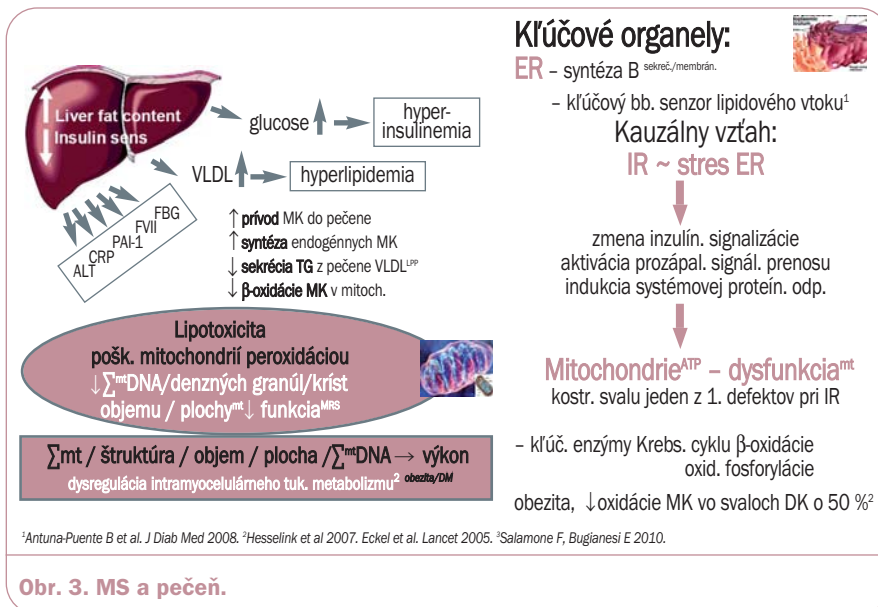 Liver fat content
Insulin sens
glucose
hyper-
insulinemia
VLDL
hyperlipidemia
FBG
FVII
PAI-1
CRP
ALT
↑ prívod MK do pečene
↑ syntéza endogénnych MK
↓ sekrécia TG z pečene VLDL^LPP
↓ β-oxidácie MK v mitoch.
Lipotoxicita
pošk. mitochondrií peroxidáciou
↓∑^mtDNA/denzných granúl/kríst
objemu / plochy^mt↓ funkcia^MRS
∑mt / štruktúra / objem / plocha /∑^mtDNA → výkon
dysregulácia intramyocelulárneho tuk. metabolizmu² obezita/DM
Kľúčové organely:
ER – syntéza B sekreč./membrán.
– kľúčový bb. senzor lipidového vtoku¹
Kauzálny vzťah:
IR ~ stres ER
zmena inzulín. signalizácie
aktivácia prozápal. signál. prenosu
indukcia systémovej proteín. odp.
Mitochondrie^ATP – dysfunkcia^mt
kostr. svalu jeden z 1. defektov pri IR
– kľúč. enzýmy Krebs. cyklu β-oxidácie
oxid. fosforylácie
obezita, ↓oxidácie MK vo svaloch DK o 50 %²
¹Antuna-Puente B et al. J Diab Med 2008. ²Hesselink et al 2007. Eckel et al. Lancet 2005. ³Salamone F, Bugianesi E 2010.
Obr. 3. MS a pečeň.